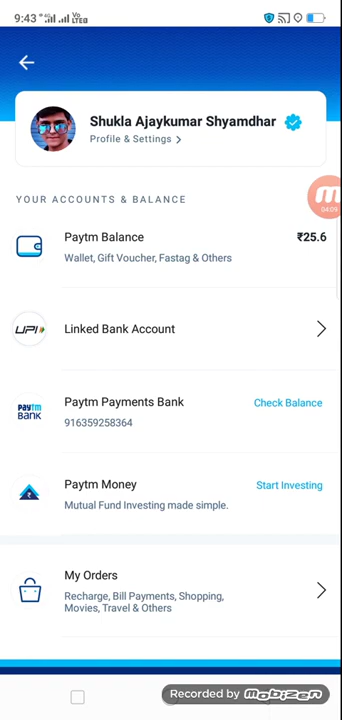 9:43
Shukla Ajaykumar Shyamdhar
Profile & Settings
YOUR ACCOUNTS & BALANCE
Paytm Balance
₹25.6
Wallet, Gift Voucher, Fastag & Others
04:09
UPI
Linked Bank Account
paytm
BANK
Paytm Payments Bank
Check Balance
916359258364
Paytm Money
Start Investing
Mutual Fund Investing made simple.
My Orders
Recharge, Bill Payments, Shopping,
Movies, Travel & Others
Recorded by mobizen